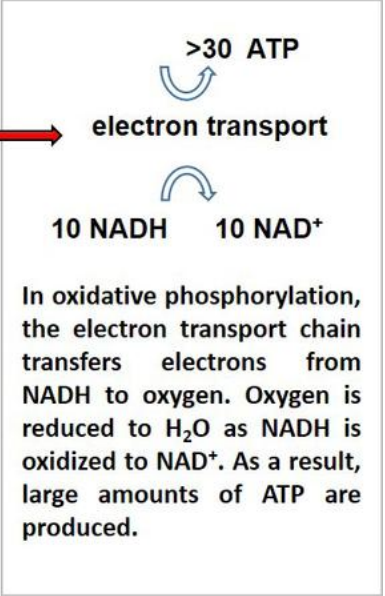 >30 ATP
electron transport
10 NADH 10 NAD⁺
In oxidative phosphorylation,
the electron transport chain
transfers electrons from
NADH to oxygen. Oxygen is
reduced to H₂O as NADH is
oxidized to NAD⁺. As a result,
large amounts of ATP are
produced.